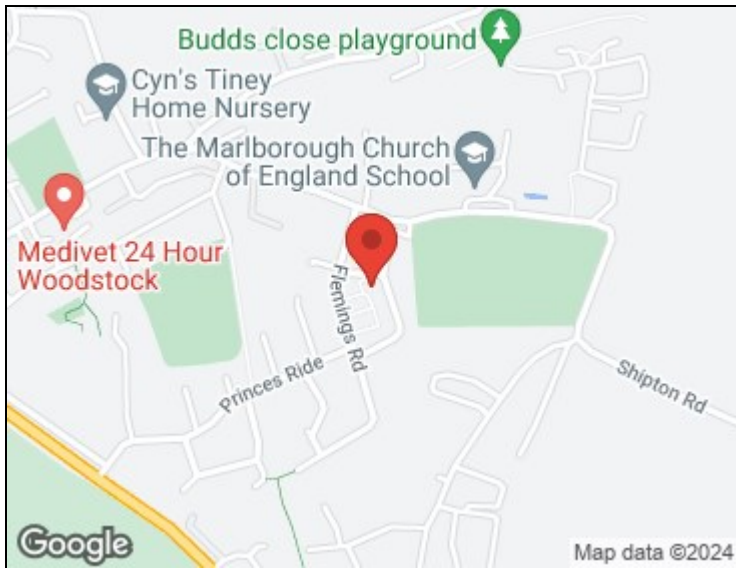 Budds close playground
Cyn's Tiney
Home Nursery
The Marlborough Church
of England School
Medivet 24 Hour
Woodstock
Flemings Rd
Princes Ride
Shipton Rd
Google
Map data ©2024